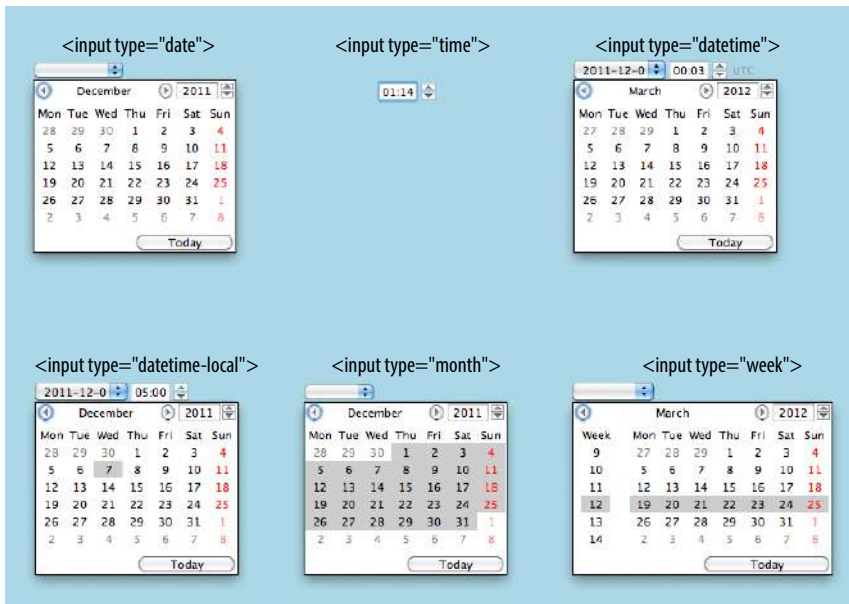 <input type="date">
December 2011
Mon Tue Wed Thu Fri Sat Sun
28 29 30 1 2 3 4
5 6 7 8 9 10 11
12 13 14 15 16 17 18
19 20 21 22 23 24 25
26 27 28 29 30 31 1
2 3 4 5 6 7 8
Today
<input type="time">
01:14
<input type="datetime">
2011-12-0 00:03 UTC
March 2012
Mon Tue Wed Thu Fri Sat Sun
27 28 29 1 2 3 4
5 6 7 8 9 10 11
12 13 14 15 16 17 18
19 20 21 22 23 24 25
26 27 28 29 30 31 1
2 3 4 5 6 7 8
Today
<input type="datetime-local">
2011-12-0 05:00
December 2011
Mon Tue Wed Thu Fri Sat Sun
28 29 30 1 2 3 4
5 6 7 8 9 10 11
12 13 14 15 16 17 18
19 20 21 22 23 24 25
26 27 28 29 30 31 1
2 3 4 5 6 7 8
Today
<input type="month">
December 2011
Mon Tue Wed Thu Fri Sat Sun
28 29 30 1 2 3 4
5 6 7 8 9 10 11
12 13 14 15 16 17 18
19 20 21 22 23 24 25
26 27 28 29 30 31 1
2 3 4 5 6 7 8
Today
<input type="week">
March 2012
Week Mon Tue Wed Thu Fri Sat Sun
9 27 28 29 1 2 3 4
10 5 6 7 8 9 10 11
11 12 13 14 15 16 17 18
12 19 20 21 22 23 24 25
13 26 27 28 29 30 31 1
14 2 3 4 5 6 7 8
Today